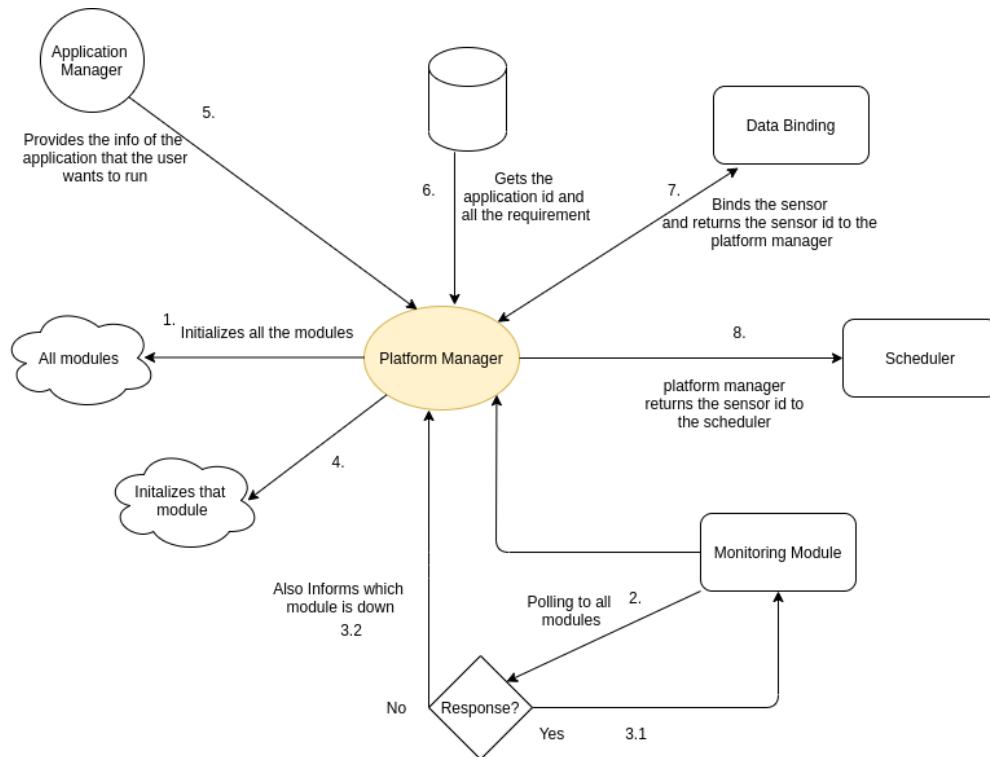 Application
Manager
5.
Provides the info of the
application that the user
wants to run
6.
Gets the
application id and
all the requirement
Data Binding
7.
Binds the sensor
and returns the sensor id to the
platform manager
1.
Initializes all the modules
All modules
Platform Manager
8.
platform manager
returns the sensor id to
the scheduler
Scheduler
4.
Initalizes that
module
Monitoring Module
Polling to all
modules
2.
Also Informs which
module is down
3.2
Response?
No
Yes
3.1